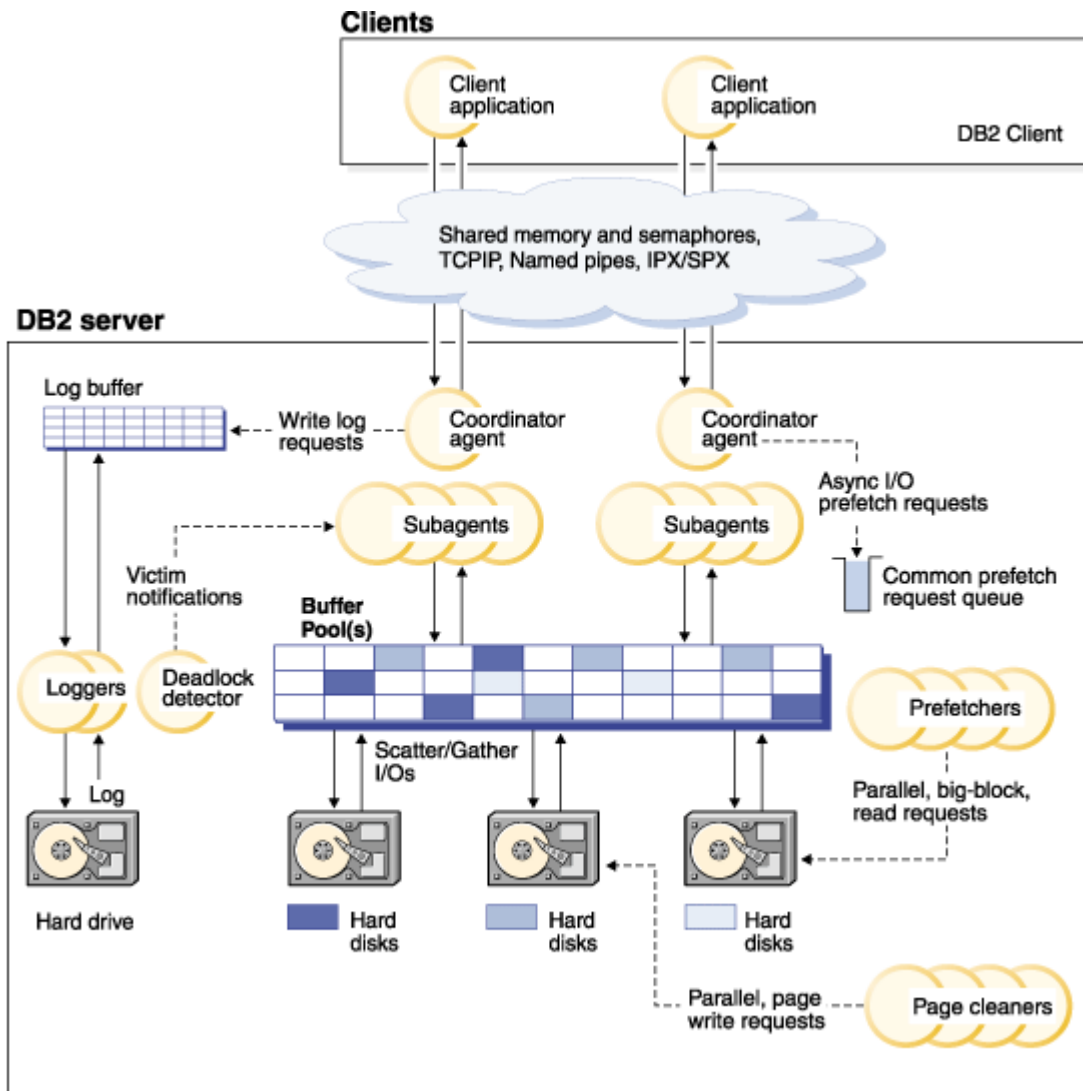 Clients
Client
application
Client
application
DB2 Client
Shared memory and semaphores,
TCPIP, Named pipes, IPX/SPX
DB2 server
Log buffer
Write log
requests
Coordinator
agent
Coordinator
agent
Async I/O
prefetch requests
Subagents
Subagents
Victim
notifications
Common prefetch
request queue
Buffer
Pool(s)
Loggers
Deadlock
detector
Prefetchers
Scatter/Gather
I/Os
Log
Parallel, big-block,
read requests
Hard drive
Hard
disks
Hard
disks
Hard
disks
Parallel, page
write requests
Page cleaners